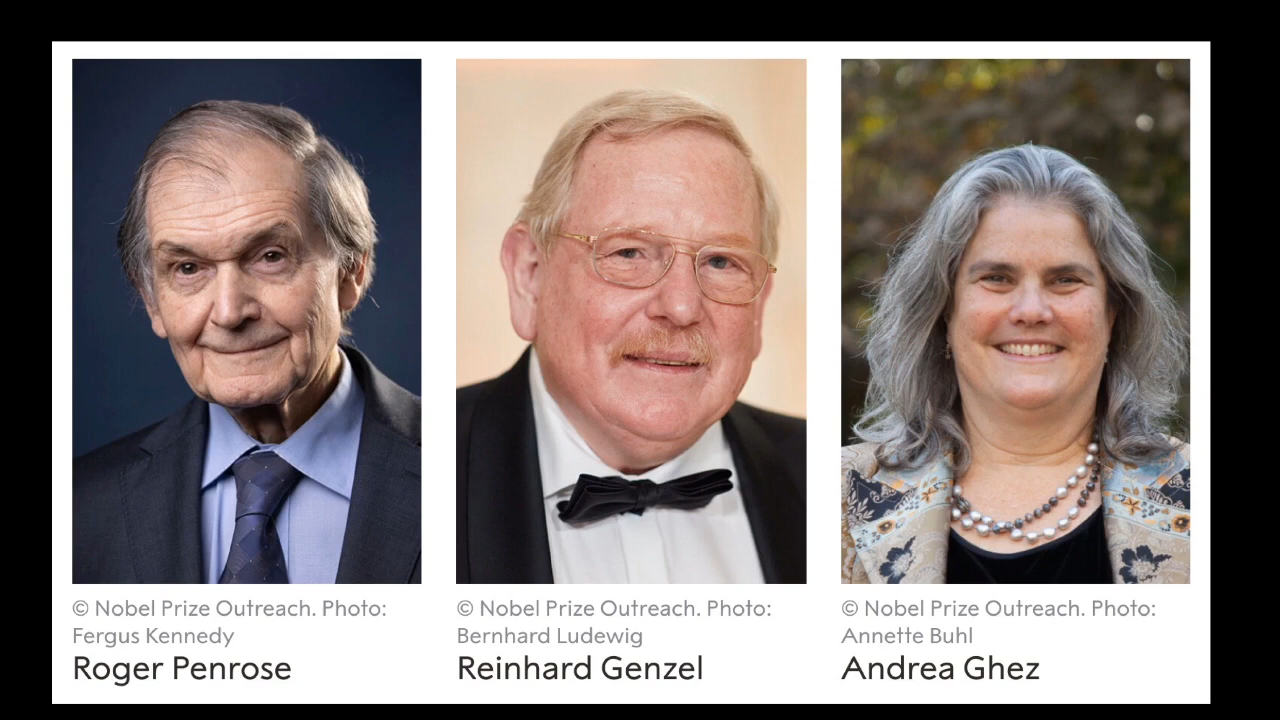 © Nobel Prize Outreach. Photo:
Fergus Kennedy
Roger Penrose
© Nobel Prize Outreach. Photo:
Bernhard Ludewig
Reinhard Genzel
© Nobel Prize Outreach. Photo:
Annette Buhl
Andrea Ghez